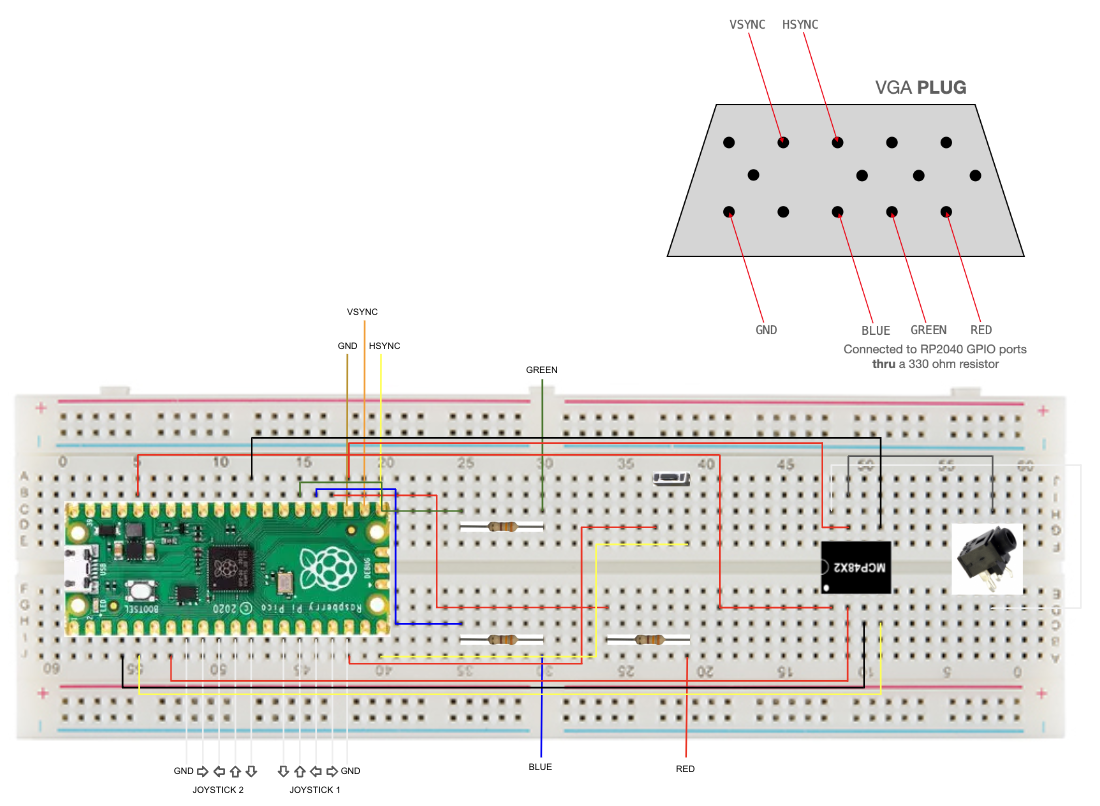 VSYNC HSYNC
VGA PLUG
GND BLUE GREEN RED
Connected to RP2040 GPIO ports
thru a 330 ohm resistor
VSYNC
GND HSYNC
GREEN
+ +
0 5 10 15 20 25 30 35 40 45 50 55 60
A
B
C
D
E
J
I
H
G
F
USB
DEBUG
MCP48X2
LED
BOOTSEL
Raspberry Pi Pico © 2020
F
G
H
I
J
E
D
C
B
A
60 55 45 40 35 30 25 20 15 10 5 0
+ +
GND GND
JOYSTICK 2 JOYSTICK 1
BLUE RED